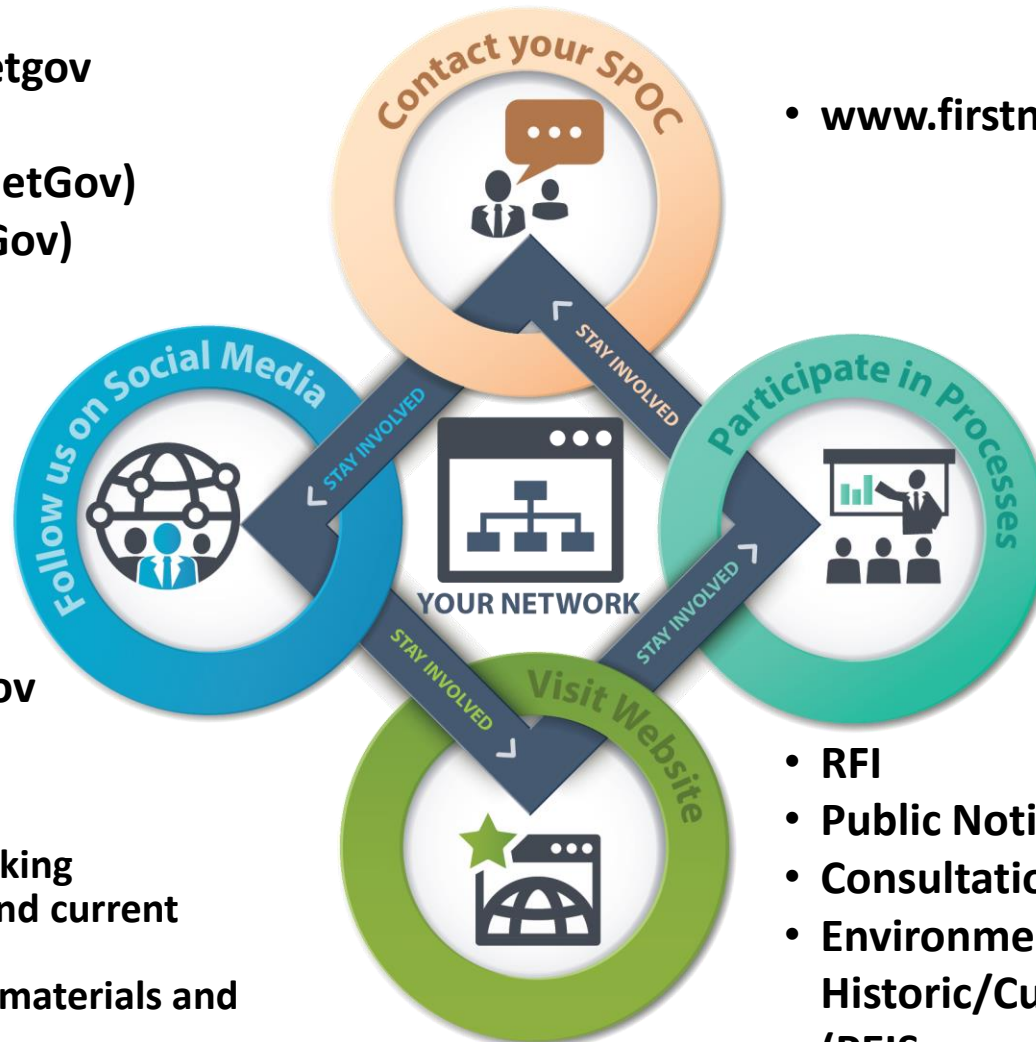 etgov
etGov)
Gov)
• www.firstn
Contact your SPOC
Follow us on Social Media
Participate in Processes
Visit Website
< STAY INVOLVED
< STAY INVOLVED
STAY INVOLVED >
STAY INVOLVED >
YOUR NETWORK
ov
king
nd current
materials and
• RFI
• Public Noti
• Consultatio
• Environme
Historic/Cu